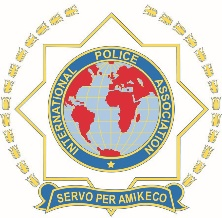 INTERNATIONAL POLICE ASSOCIATION
SERVO PER AMIKECO